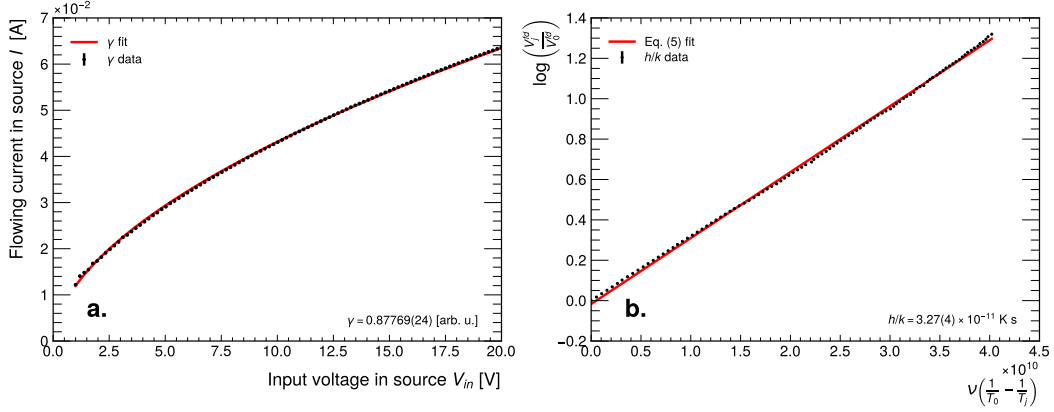 ×10⁻²
7
6
5
4
3
2
1
0
0.0 2.5 5.0 7.5 10.0 12.5 15.0 17.5 20.0
Flowing current in source I [A]
Input voltage in source V_in [V]
γ fit
γ data
a.
γ = 0.87769(24) [arb. u.]
1.4
1.2
1.0
0.8
0.6
0.4
0.2
0.0
−0.2
0.0 0.5 1.0 1.5 2.0 2.5 3.0 3.5 4.0 4.5
×10¹⁰
log (V_j^fd / V_0^fd)
ν(1/T_0 − 1/T_j)
Eq. (5) fit
h/k data
b.
h/k = 3.27(4) × 10⁻¹¹ K s